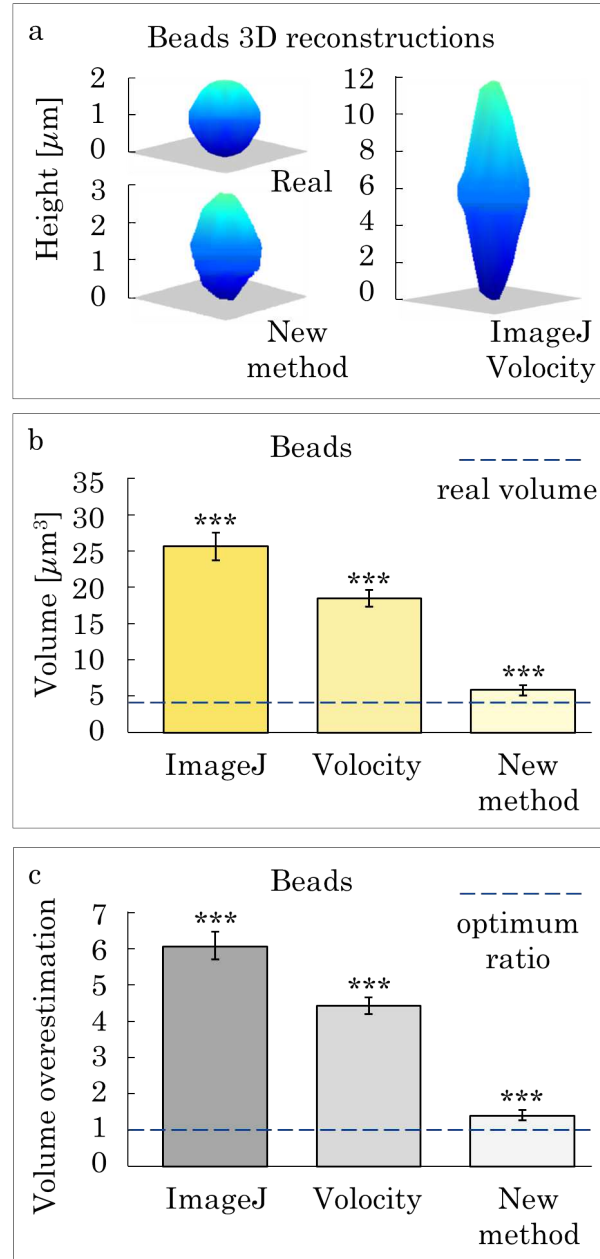 a
Beads 3D reconstructions
Height [µm]
2
1
0
Real
3
2
1
0
New
method
12
10
8
6
4
2
0
ImageJ
Volocity
b
Beads
real volume
Volume [µm³]
35
30
25
20
15
10
5
0
***
***
***
ImageJ
Volocity
New
method
c
Beads
optimum
ratio
Volume overestimation
7
6
5
4
3
2
1
0
***
***
***
ImageJ
Volocity
New
method